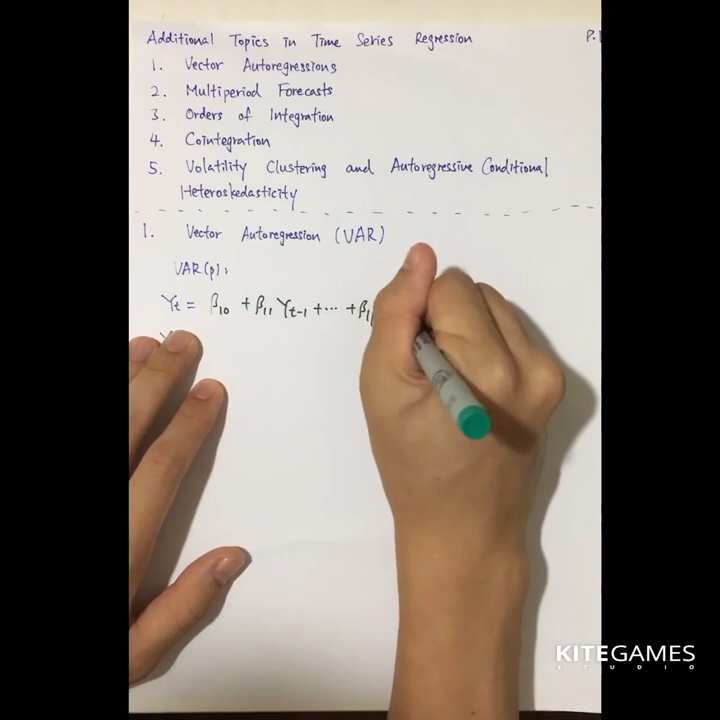 Additional Topics in Time Series Regression P.1
1. Vector Autoregressions
2. Multiperiod Forecasts
3. Orders of Integration
4. Cointegration
5. Volatility Clustering and Autoregressive Conditional
Heteroskedasticity
1. Vector Autoregression (VAR)
VAR(p):
Yt = β10 + β11 Yt-1 + ··· + β1
KITEGAMES
STUDIO